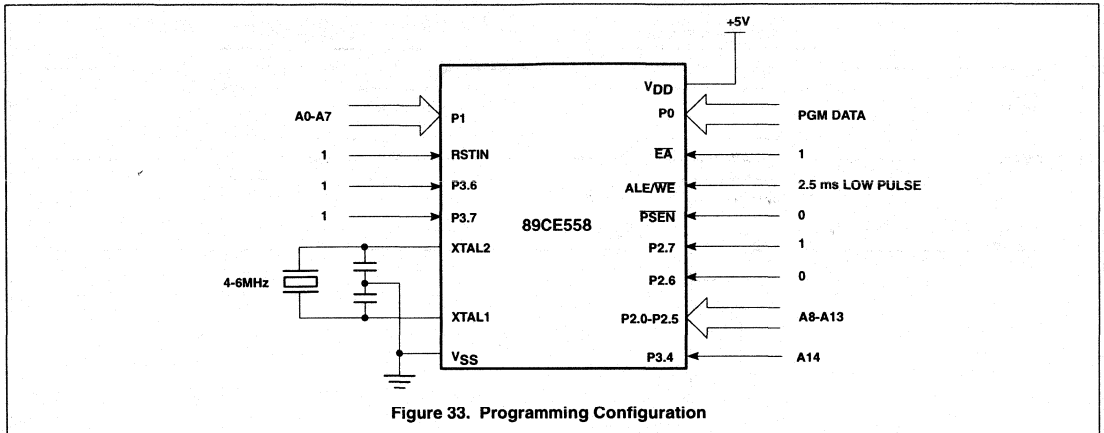 +5V
VDD
A0-A7 P1 P0 PGM DATA
1 RSTIN EA 1
1 P3.6 ALE/WE 2.5 ms LOW PULSE
1 P3.7 PSEN 0
89CE558
XTAL2 P2.7 1
4-6MHz P2.6 0
XTAL1 P2.0-P2.5 A8-A13
VSS P3.4 A14
Figure 33. Programming Configuration